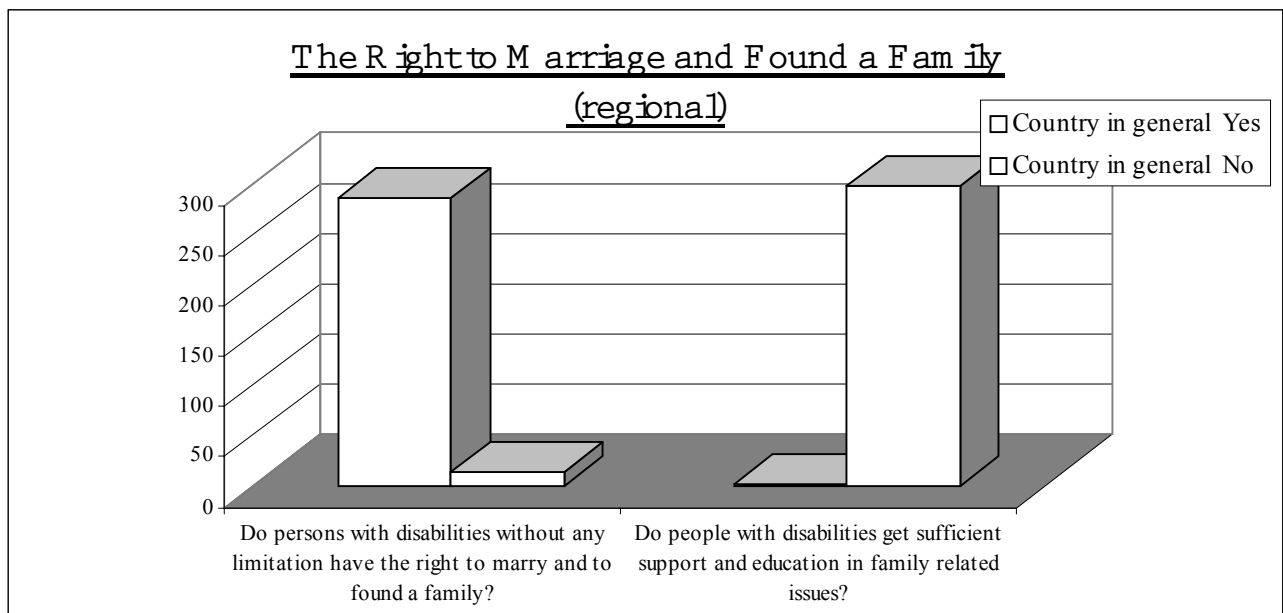 The Right to Marriage and Found a Family
(regional)
Country in general Yes
Country in general No
300
250
200
150
100
50
0
Do persons with disabilities without any
limitation have the right to marry and to
found a family?
Do people with disabilities get sufficient
support and education in family related
issues?